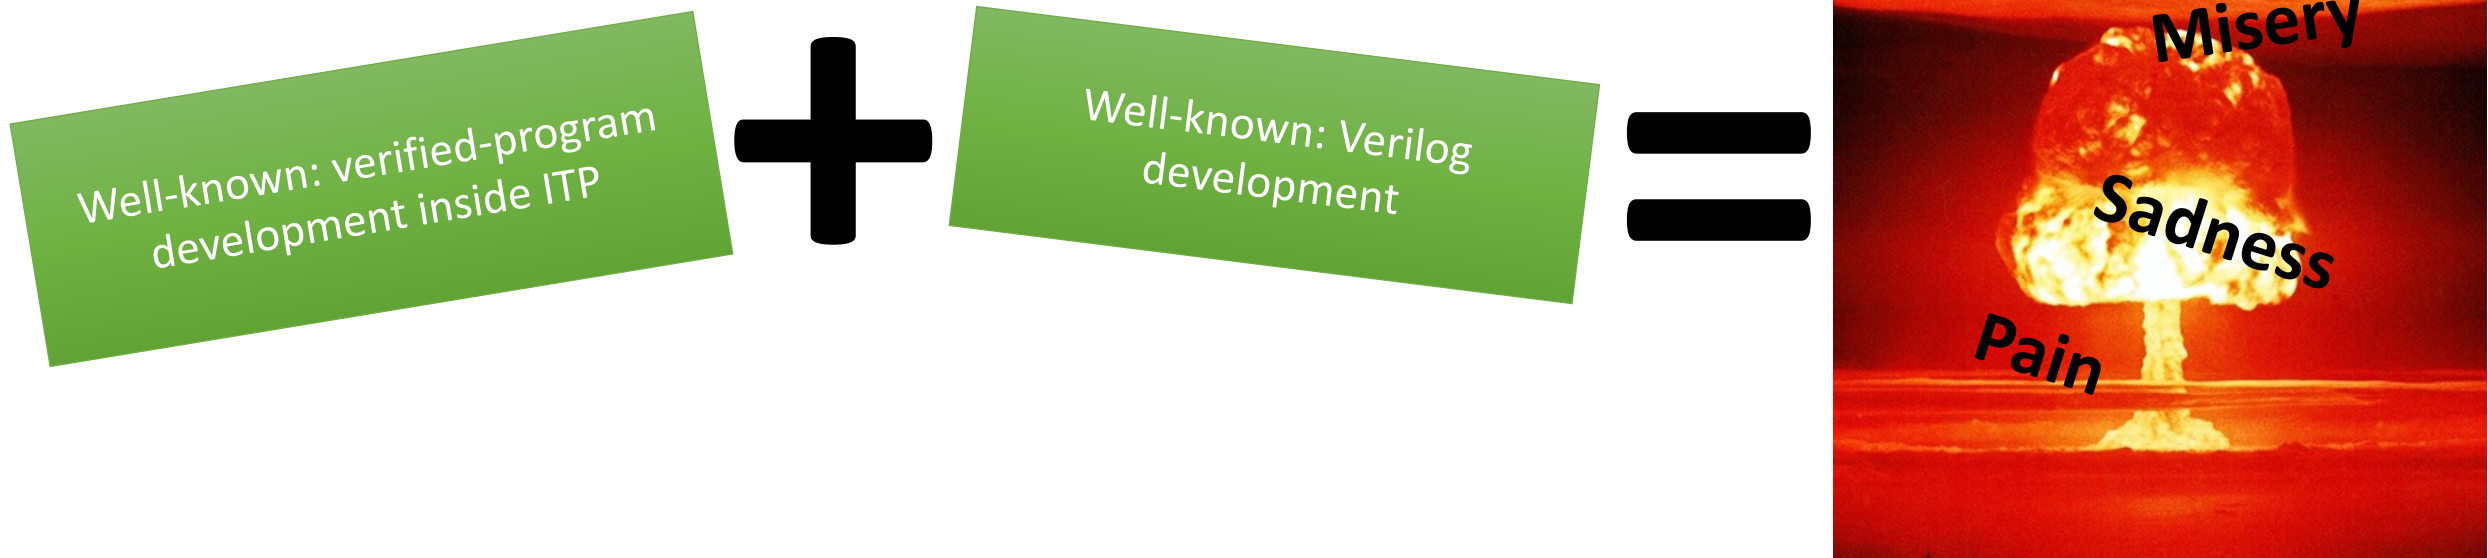 Well-known: verified-program
development inside ITP
Well-known: Verilog
development
Misery
Sadness
Pain